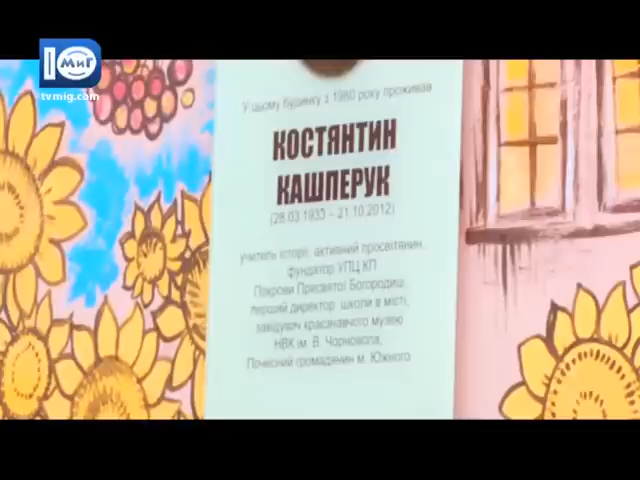 10
МиГ
tvmig.com
У цьому будинку з 1980 року проживав
КОСТЯНТИН
КАШПЕРУК
(28.03.1933 – 21.10.2012)
учитель історії, активний просвітянин,
фундатор УПЦ КП
Покрови Пресвятої Богородиці,
перший директор школи в місті,
завідувач краєзнавчого музею
НВК ім. В. Чорновола,
Почесний громадянин м. Южного